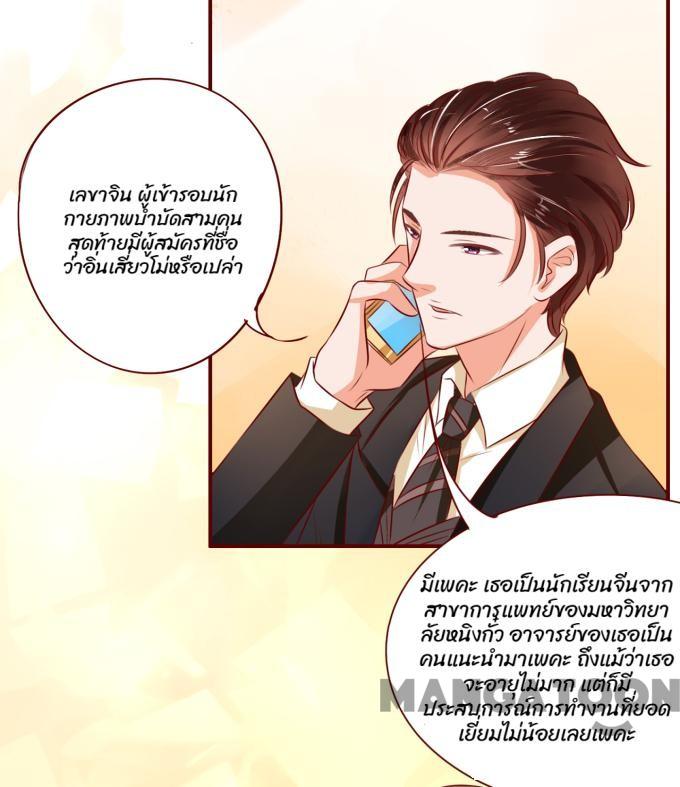 เลขาจิน ผู้เข้ารอบนัก
กายภาพบำบัดสามคน
สุดท้ายมีผู้สมัครที่ชื่อ
ว่าอิ๋นเสี่ยวโม่หรือเปล่า
มีเพคะ เธอเป็นนักเรียนจีนจาก
สาขาการแพทย์ของมหาวิทยา
ลัยหนิงกั๋ว อาจารย์ของเธอเป็น
คนแนะนำมาเพคะ ถึงแม้ว่าเธอ
จะอายุไม่มาก แต่ก็มี
MANGATOON
ประสบการณ์การทำงานที่ยอด
เยี่ยมไม่น้อยเลยเพคะ